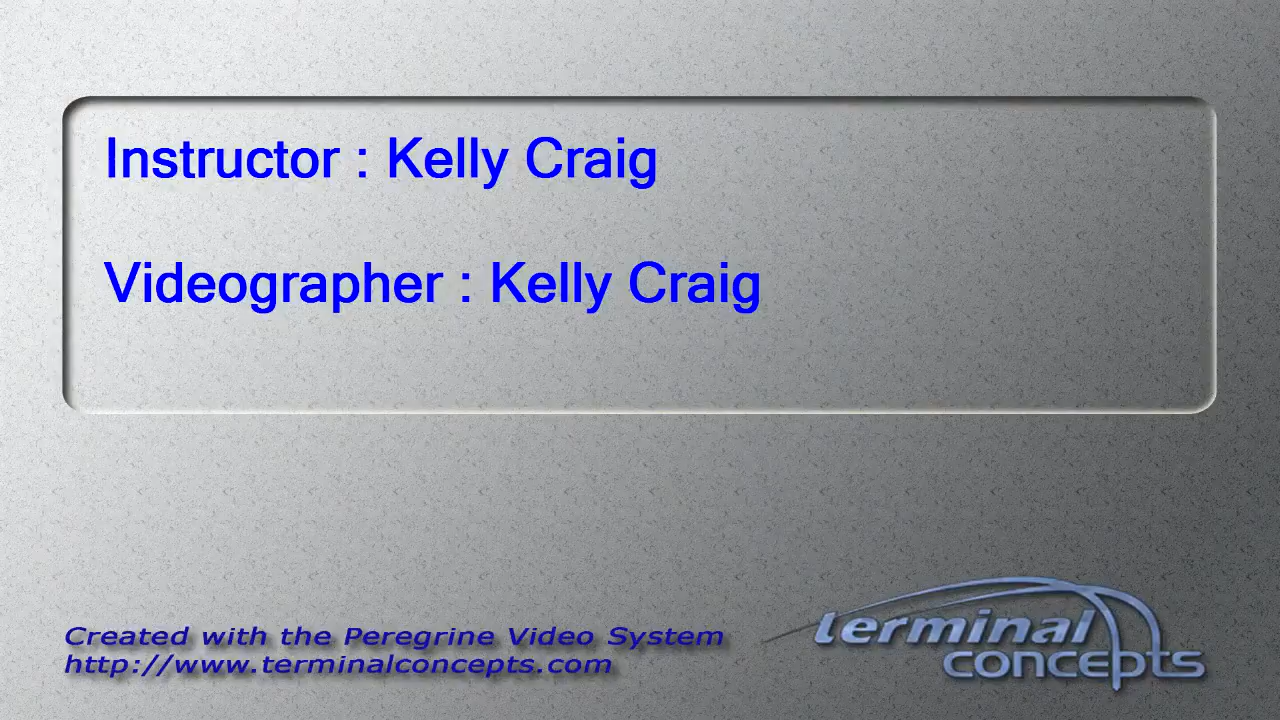 Instructor : Kelly Craig
Videographer : Kelly Craig
Created with the Peregrine Video System
http://www.terminalconcepts.com
terminal
concepts